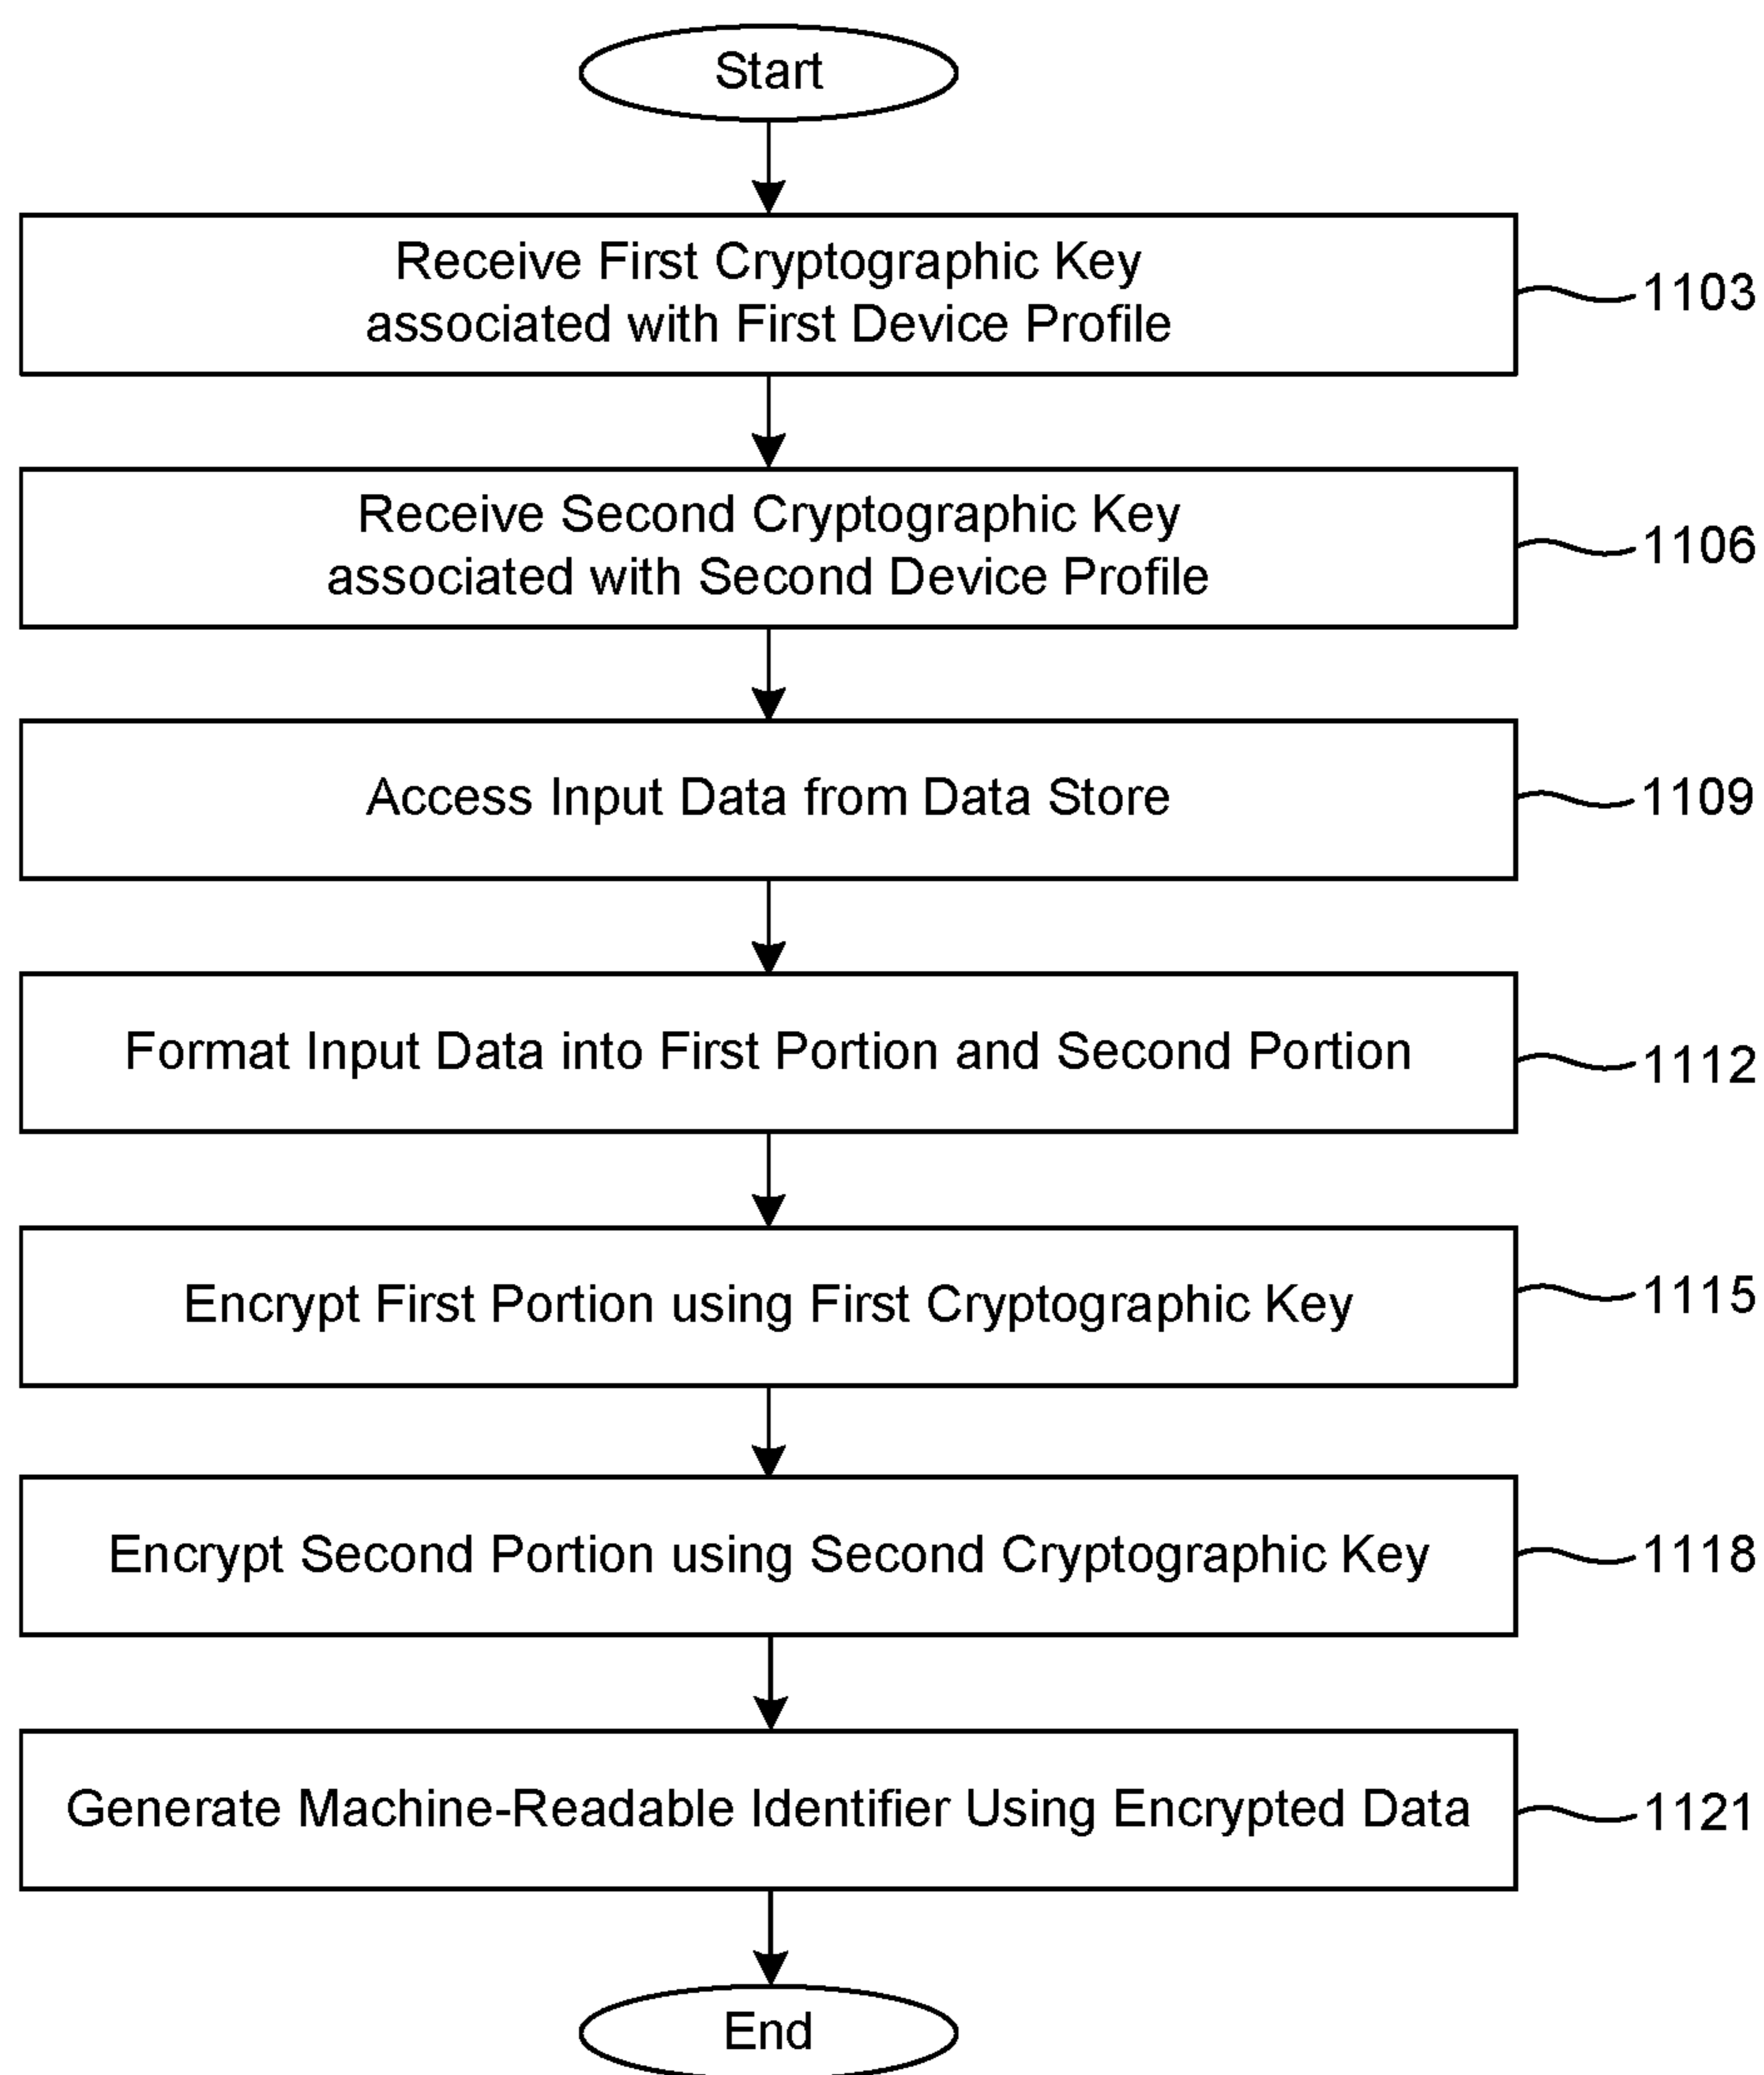 Start
Receive First Cryptographic Key
associated with First Device Profile
1103
Receive Second Cryptographic Key
associated with Second Device Profile
1106
Access Input Data from Data Store
1109
Format Input Data into First Portion and Second Portion
1112
Encrypt First Portion using First Cryptographic Key
1115
Encrypt Second Portion using Second Cryptographic Key
1118
Generate Machine-Readable Identifier Using Encrypted Data
1121
End